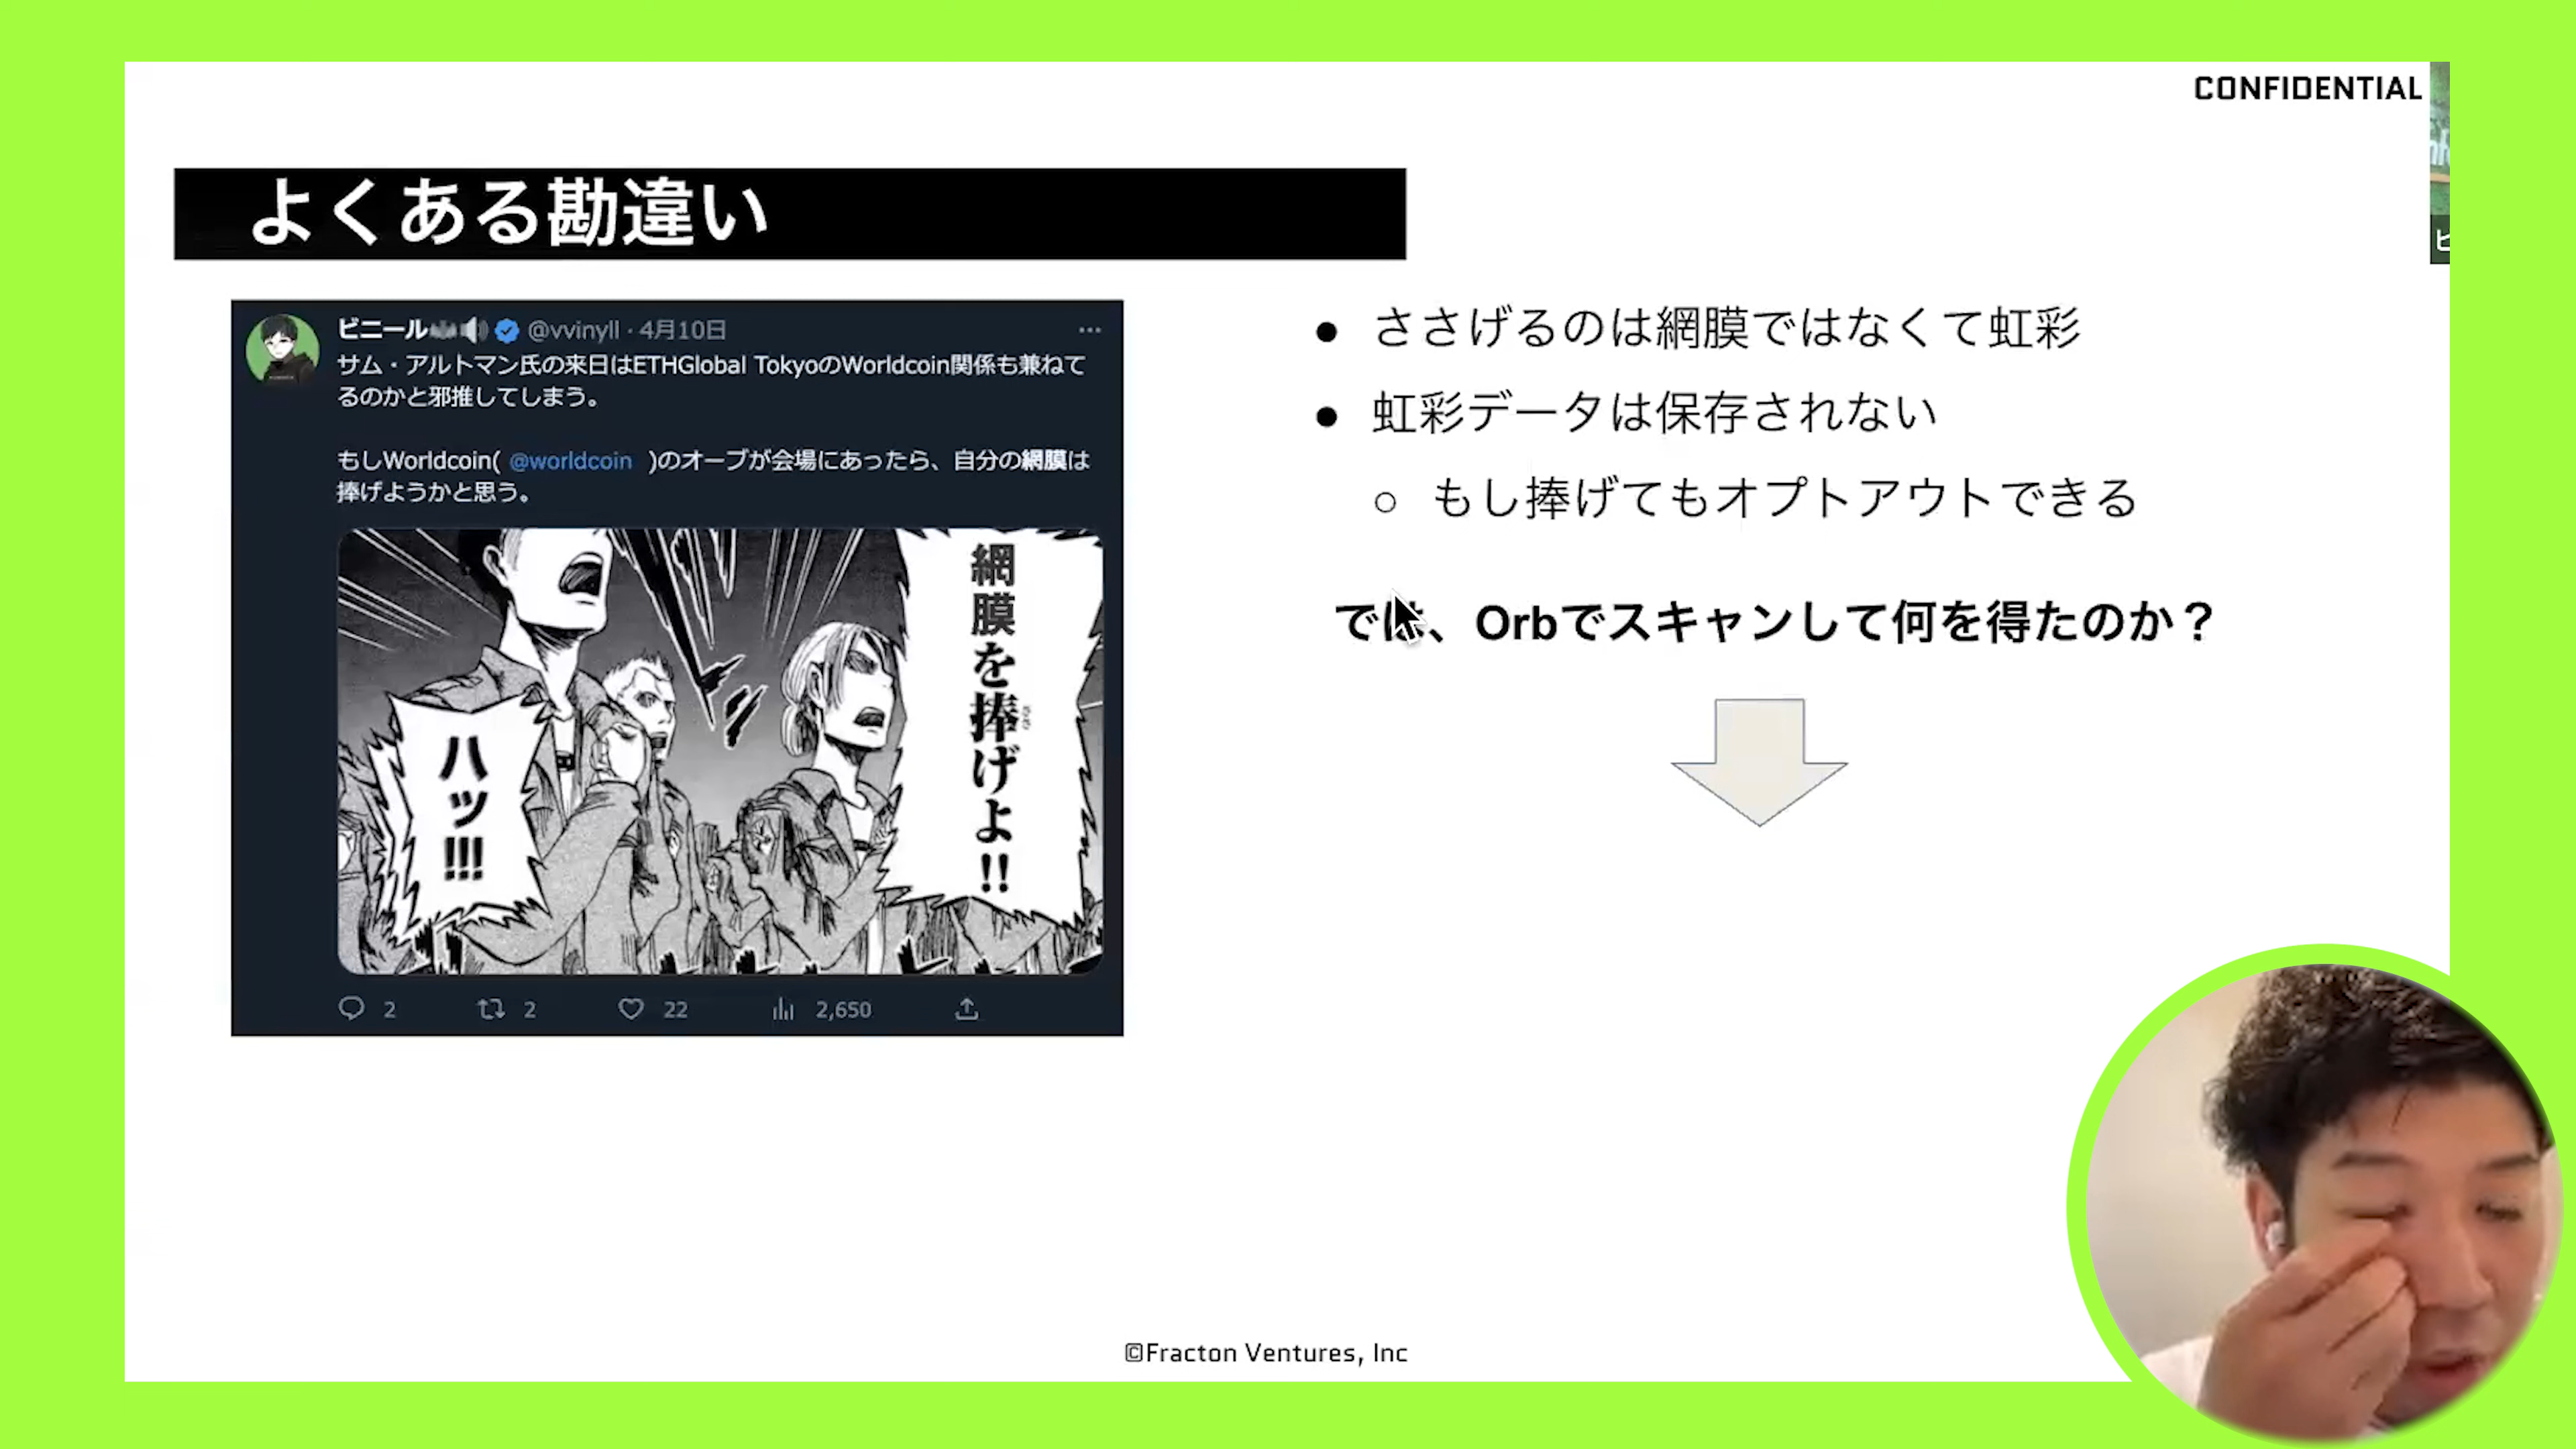 CONFIDENTIAL
よくある勘違い
ビニール @vvinyll · 4月10日
サム・アルトマン氏の来日はETHGlobal TokyoのWorldcoin関係も兼ねて
るのかと邪推してしまう。
もしWorldcoin( @worldcoin )のオーブが会場にあったら、自分の網膜は
捧げようかと思う。
網膜を捧げよ!!
ハッ!!!
2 2 22 2,650
● ささげるのは網膜ではなくて虹彩
● 虹彩データは保存されない
○ もし捧げてもオプトアウトできる
では、Orbでスキャンして何を得たのか？
©Fracton Ventures, Inc